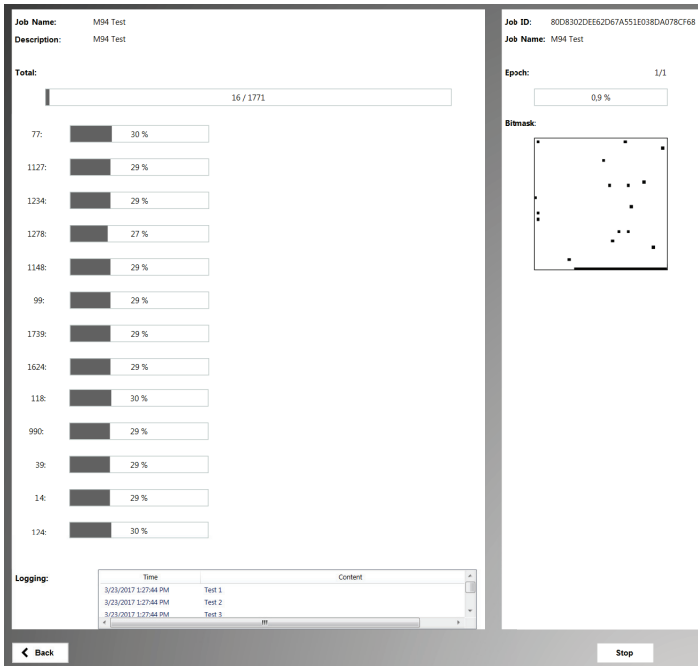 Job Name: M94 Test
Description: M94 Test
Total:
16 / 1771
77: 30 %
1127: 29 %
1234: 29 %
1278: 27 %
1148: 29 %
99: 29 %
1739: 29 %
1624: 29 %
118: 30 %
990: 29 %
39: 29 %
14: 29 %
124: 30 %
Logging:
Time Content
3/23/2017 1:27:44 PM Test 1
3/23/2017 1:27:44 PM Test 2
3/23/2017 1:27:44 PM Test 3
Back
Job ID: 80D8302DEE62D67A551E038DA078CF68
Job Name: M94 Test
Epoch: 1/1
0,9 %
Bitmask:
Stop